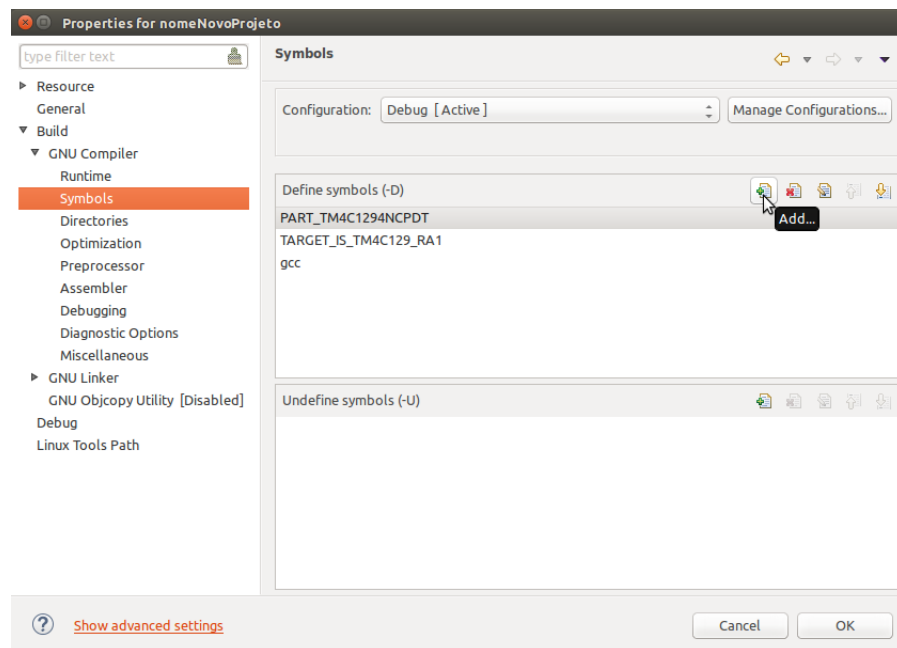 Properties for nomeNovoProjeto
type filter text
Resource
General
Build
GNU Compiler
Runtime
Symbols
Directories
Optimization
Preprocessor
Assembler
Debugging
Diagnostic Options
Miscellaneous
GNU Linker
GNU Objcopy Utility [Disabled]
Debug
Linux Tools Path
Symbols
Configuration: Debug [ Active ] Manage Configurations...
Define symbols (-D)
Add...
PART_TM4C1294NCPDT
TARGET_IS_TM4C129_RA1
gcc
Undefine symbols (-U)
? Show advanced settings
Cancel OK